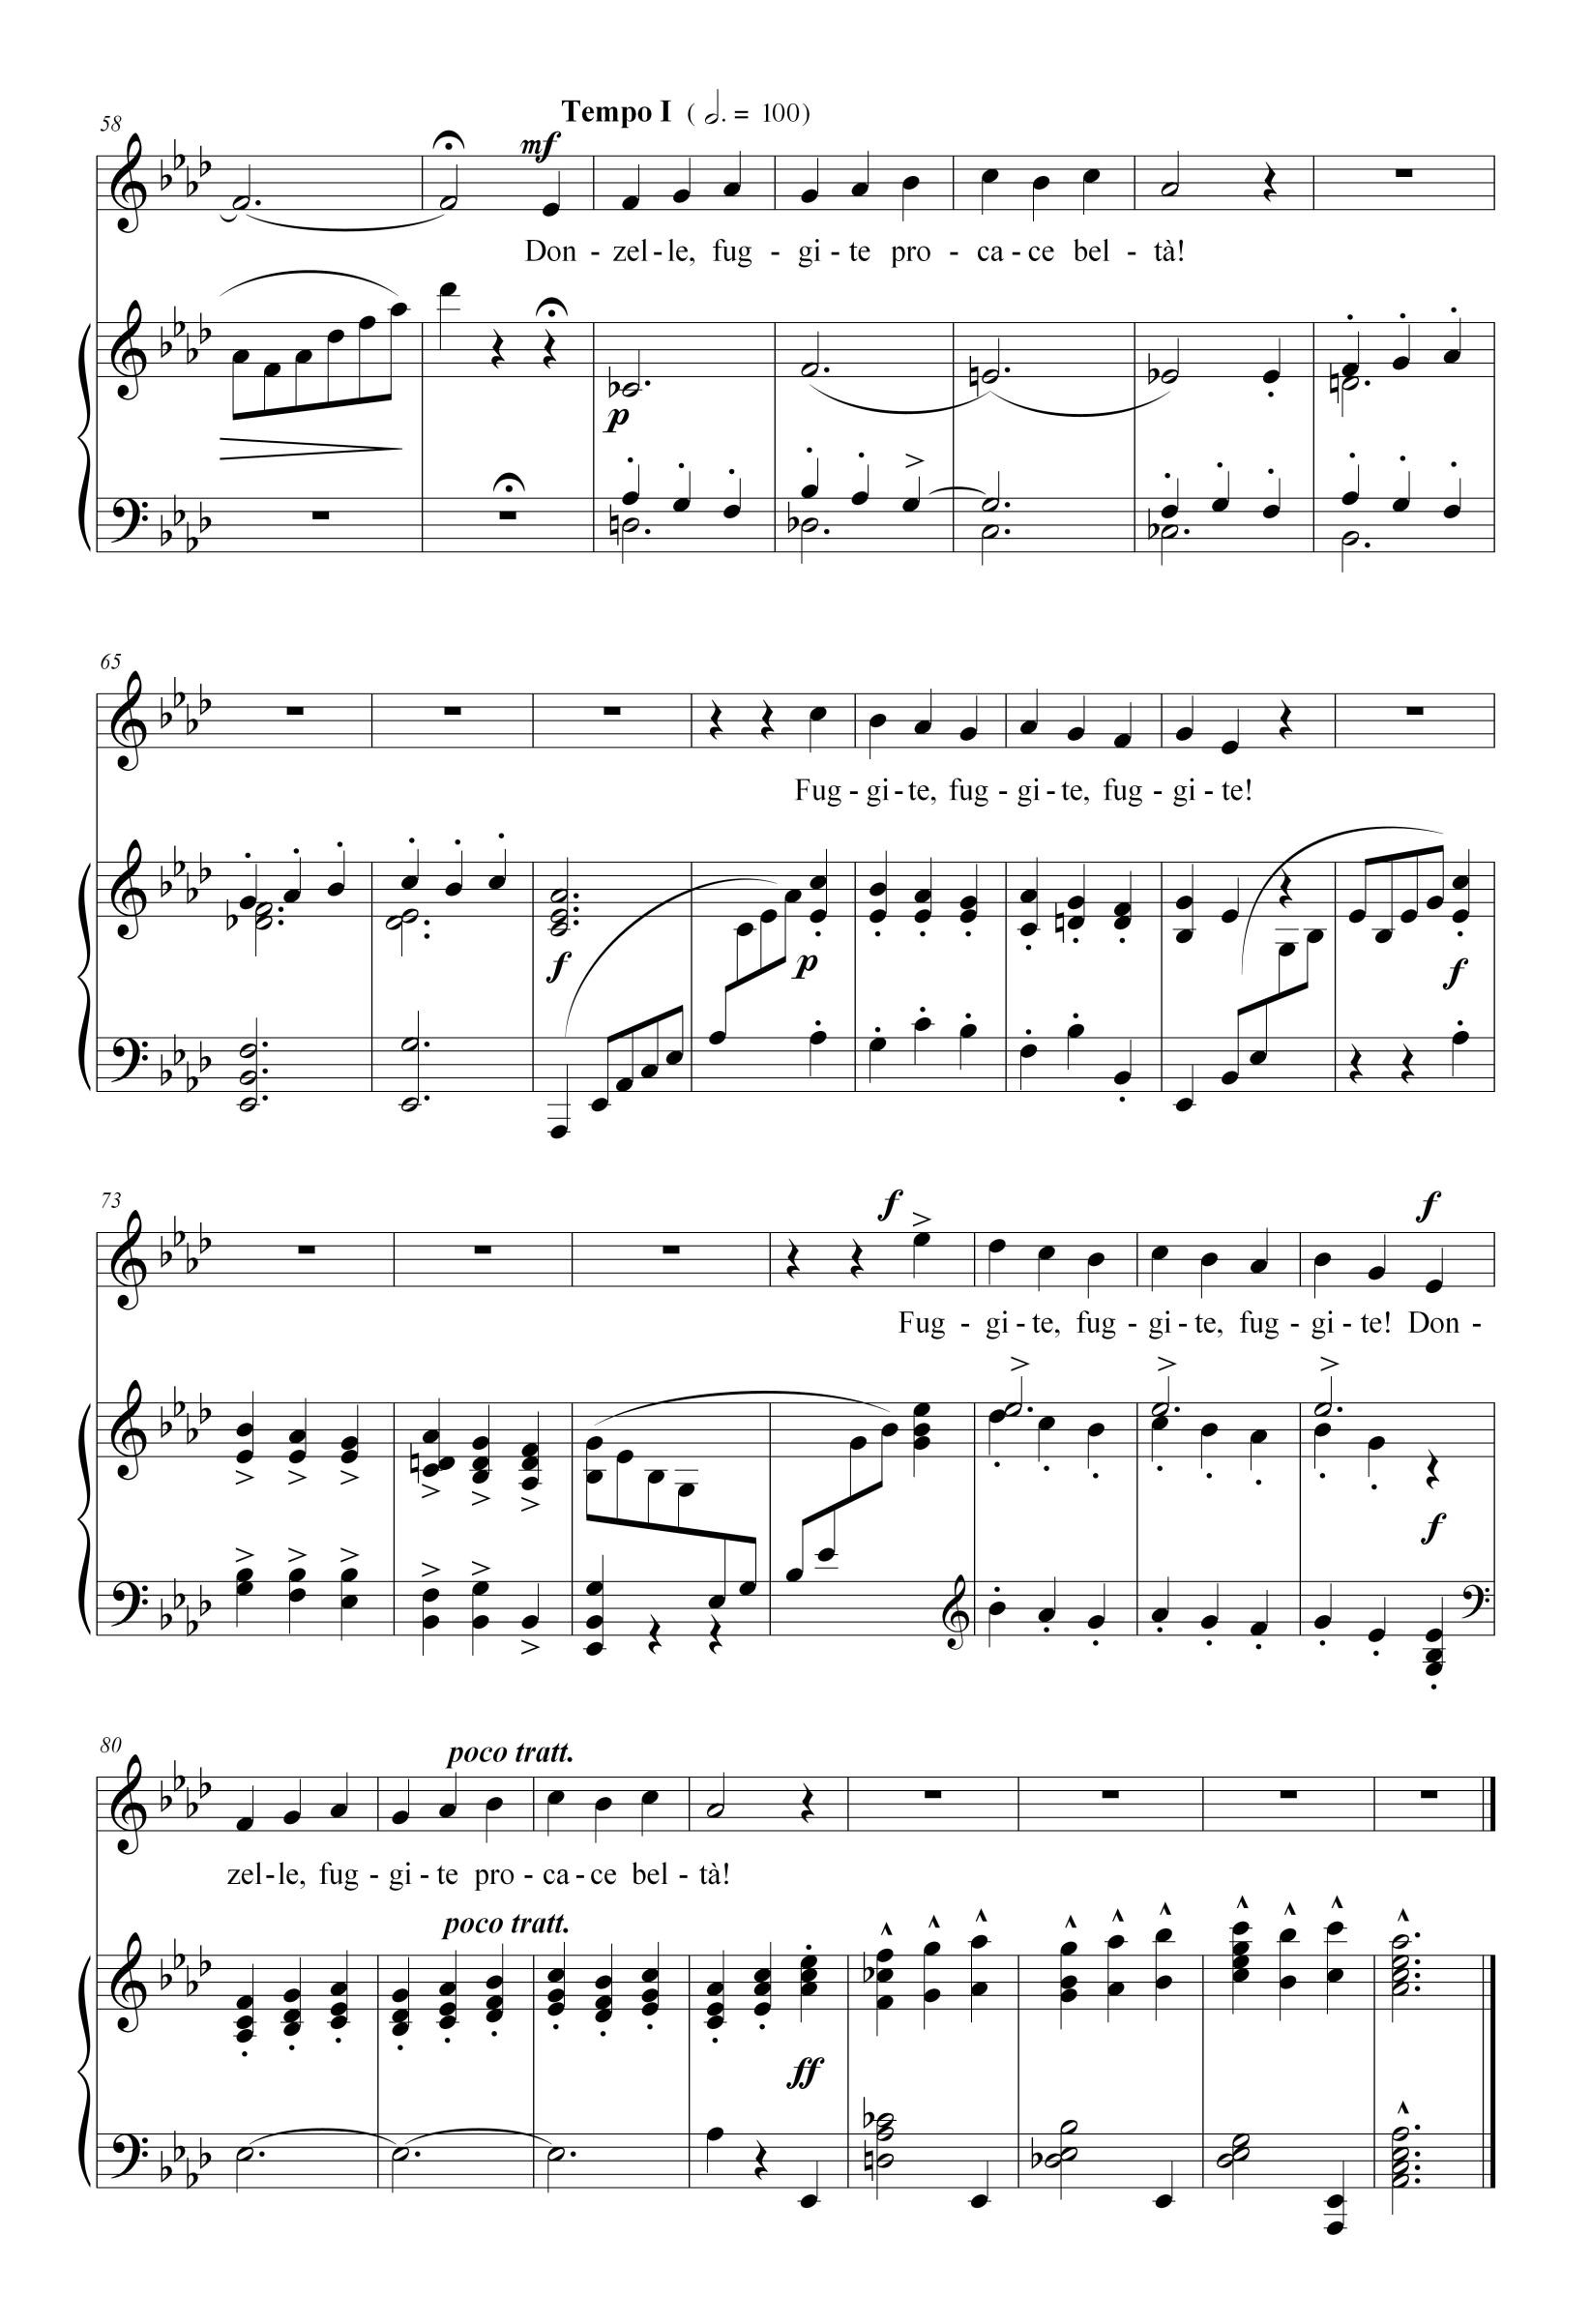 58
Tempo I ( 𝅗𝅥. = 100)
mf
Don - zel - le, fug - gi - te pro - ca - ce bel - tà!
p
65
Fug - gi - te, fug - gi - te, fug - gi - te!
f p f
73
f f
Fug - gi - te, fug - gi - te, fug - gi - te! Don -
f
80
poco tratt.
zel - le, fug - gi - te pro - ca - ce bel - tà!
poco tratt.
ff